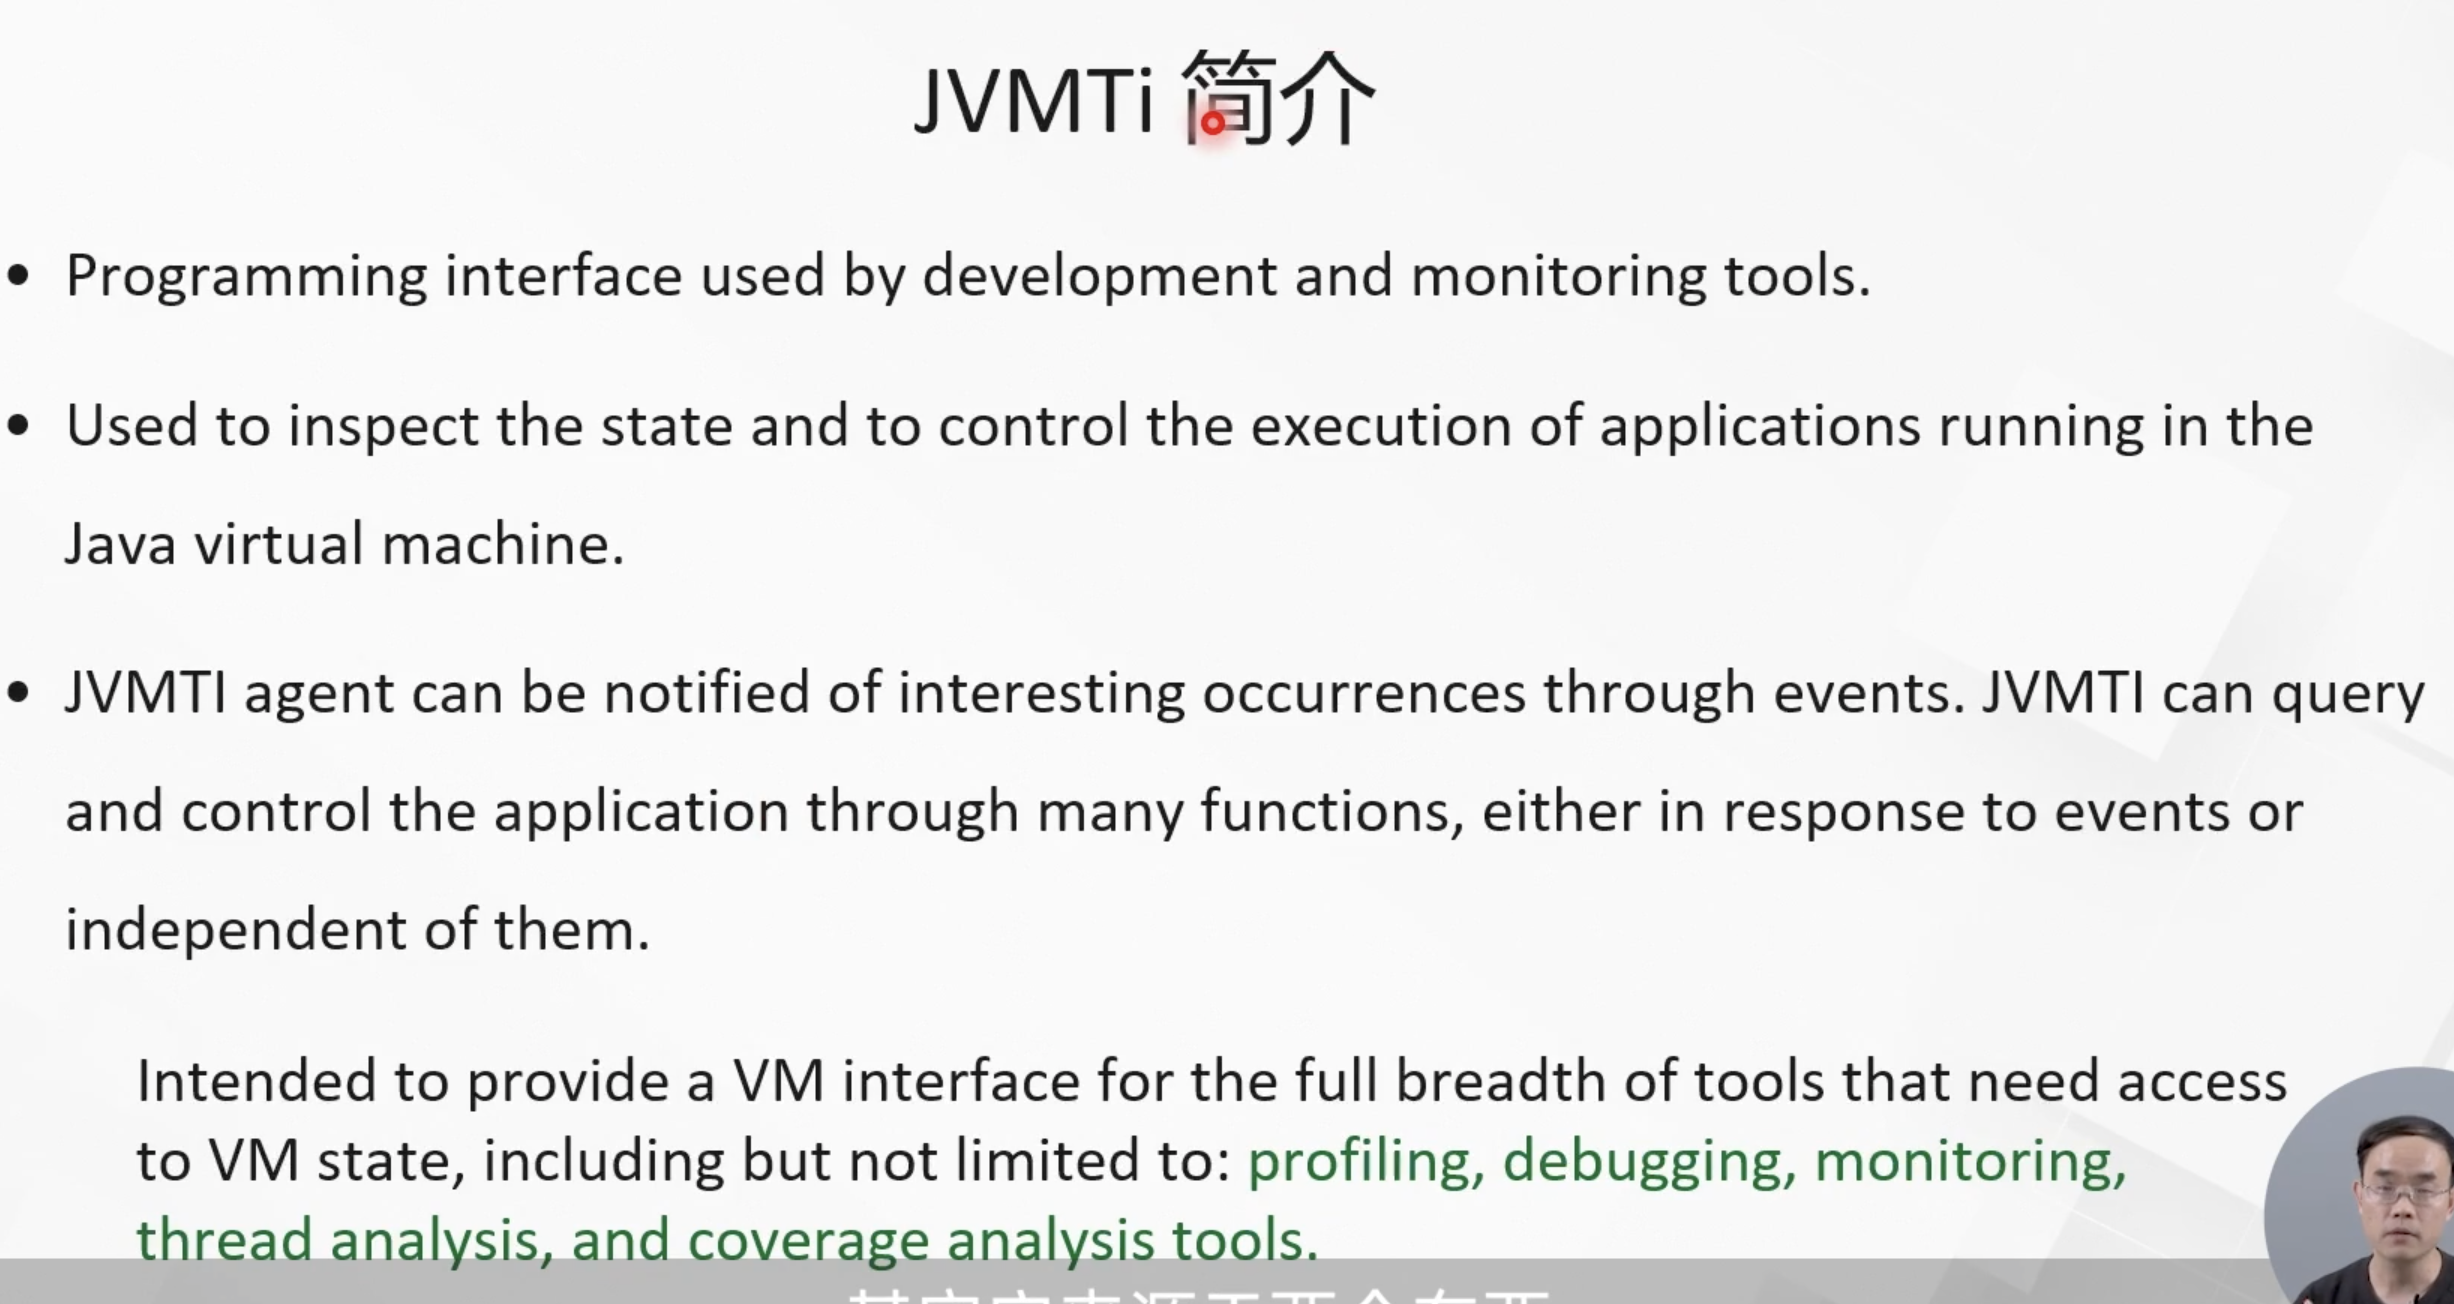 JVMTi 简介
• Programming interface used by development and monitoring tools.
• Used to inspect the state and to control the execution of applications running in the
Java virtual machine.
• JVMTI agent can be notified of interesting occurrences through events. JVMTI can query
and control the application through many functions, either in response to events or
independent of them.
Intended to provide a VM interface for the full breadth of tools that need access
to VM state, including but not limited to: profiling, debugging, monitoring,
thread analysis, and coverage analysis tools.